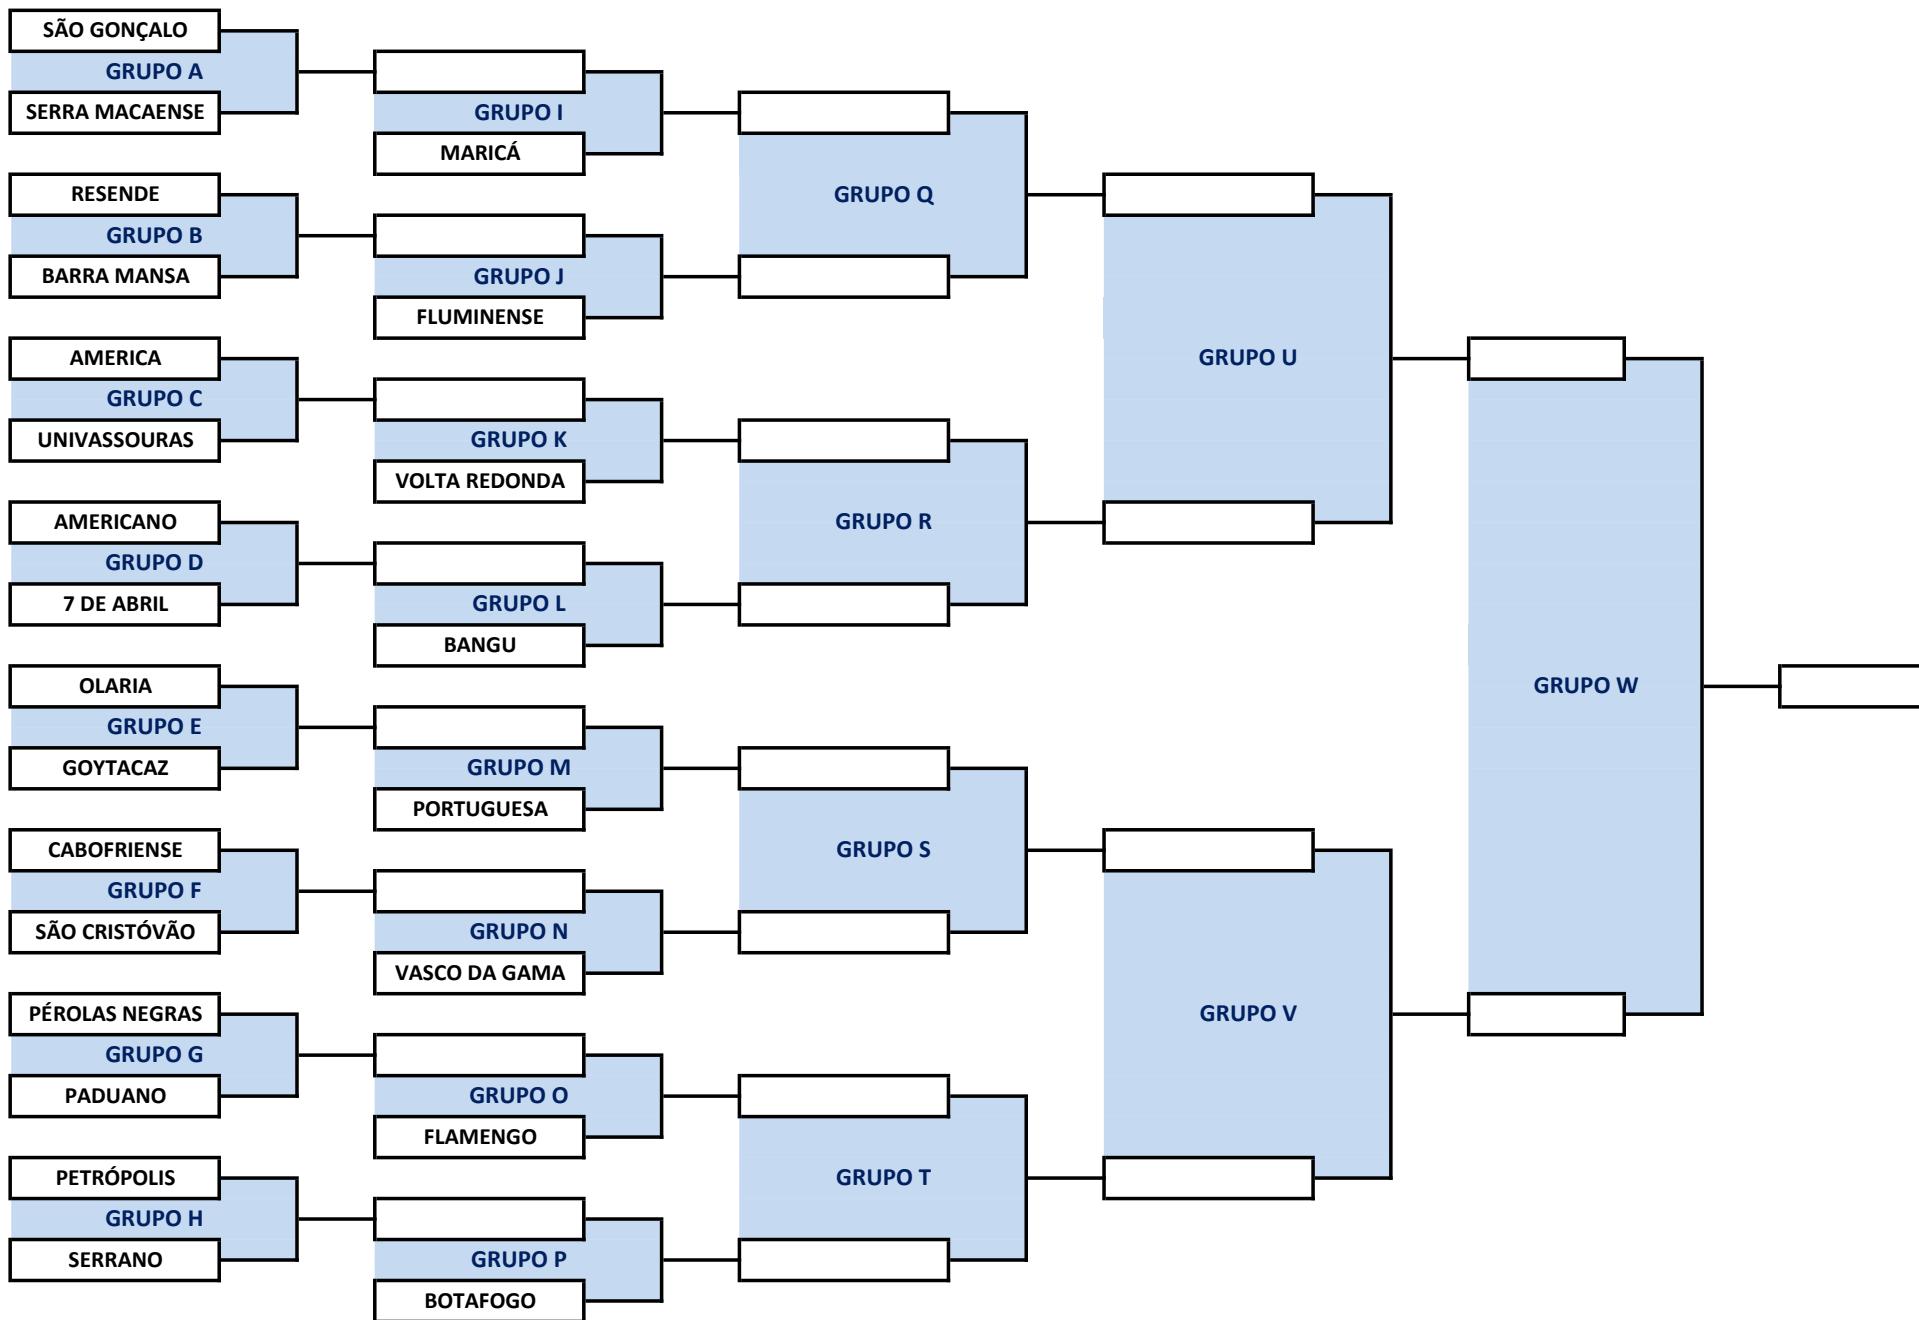 SÃO GONÇALO
GRUPO A
SERRA MACAENSE
RESENDE
GRUPO B
BARRA MANSA
AMERICA
GRUPO C
UNIVASSOURAS
AMERICANO
GRUPO D
7 DE ABRIL
OLARIA
GRUPO E
GOYTACAZ
CABOFRIENSE
GRUPO F
SÃO CRISTÓVÃO
PÉROLAS NEGRAS
GRUPO G
PADUANO
PETRÓPOLIS
GRUPO H
SERRANO
GRUPO I
MARICÁ
GRUPO J
FLUMINENSE
GRUPO K
VOLTA REDONDA
GRUPO L
BANGU
GRUPO M
PORTUGUESA
GRUPO N
VASCO DA GAMA
GRUPO O
FLAMENGO
GRUPO P
BOTAFOGO
GRUPO Q
GRUPO R
GRUPO S
GRUPO T
GRUPO U
GRUPO V
GRUPO W